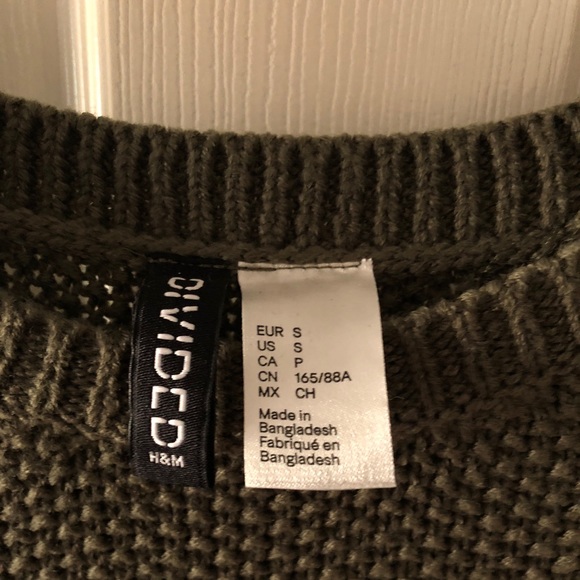 DIVIDED
H&M
EUR S
US S
CA P
CN 165/88A
MX CH
Made in
Bangladesh
Fabriqué en
Bangladesh